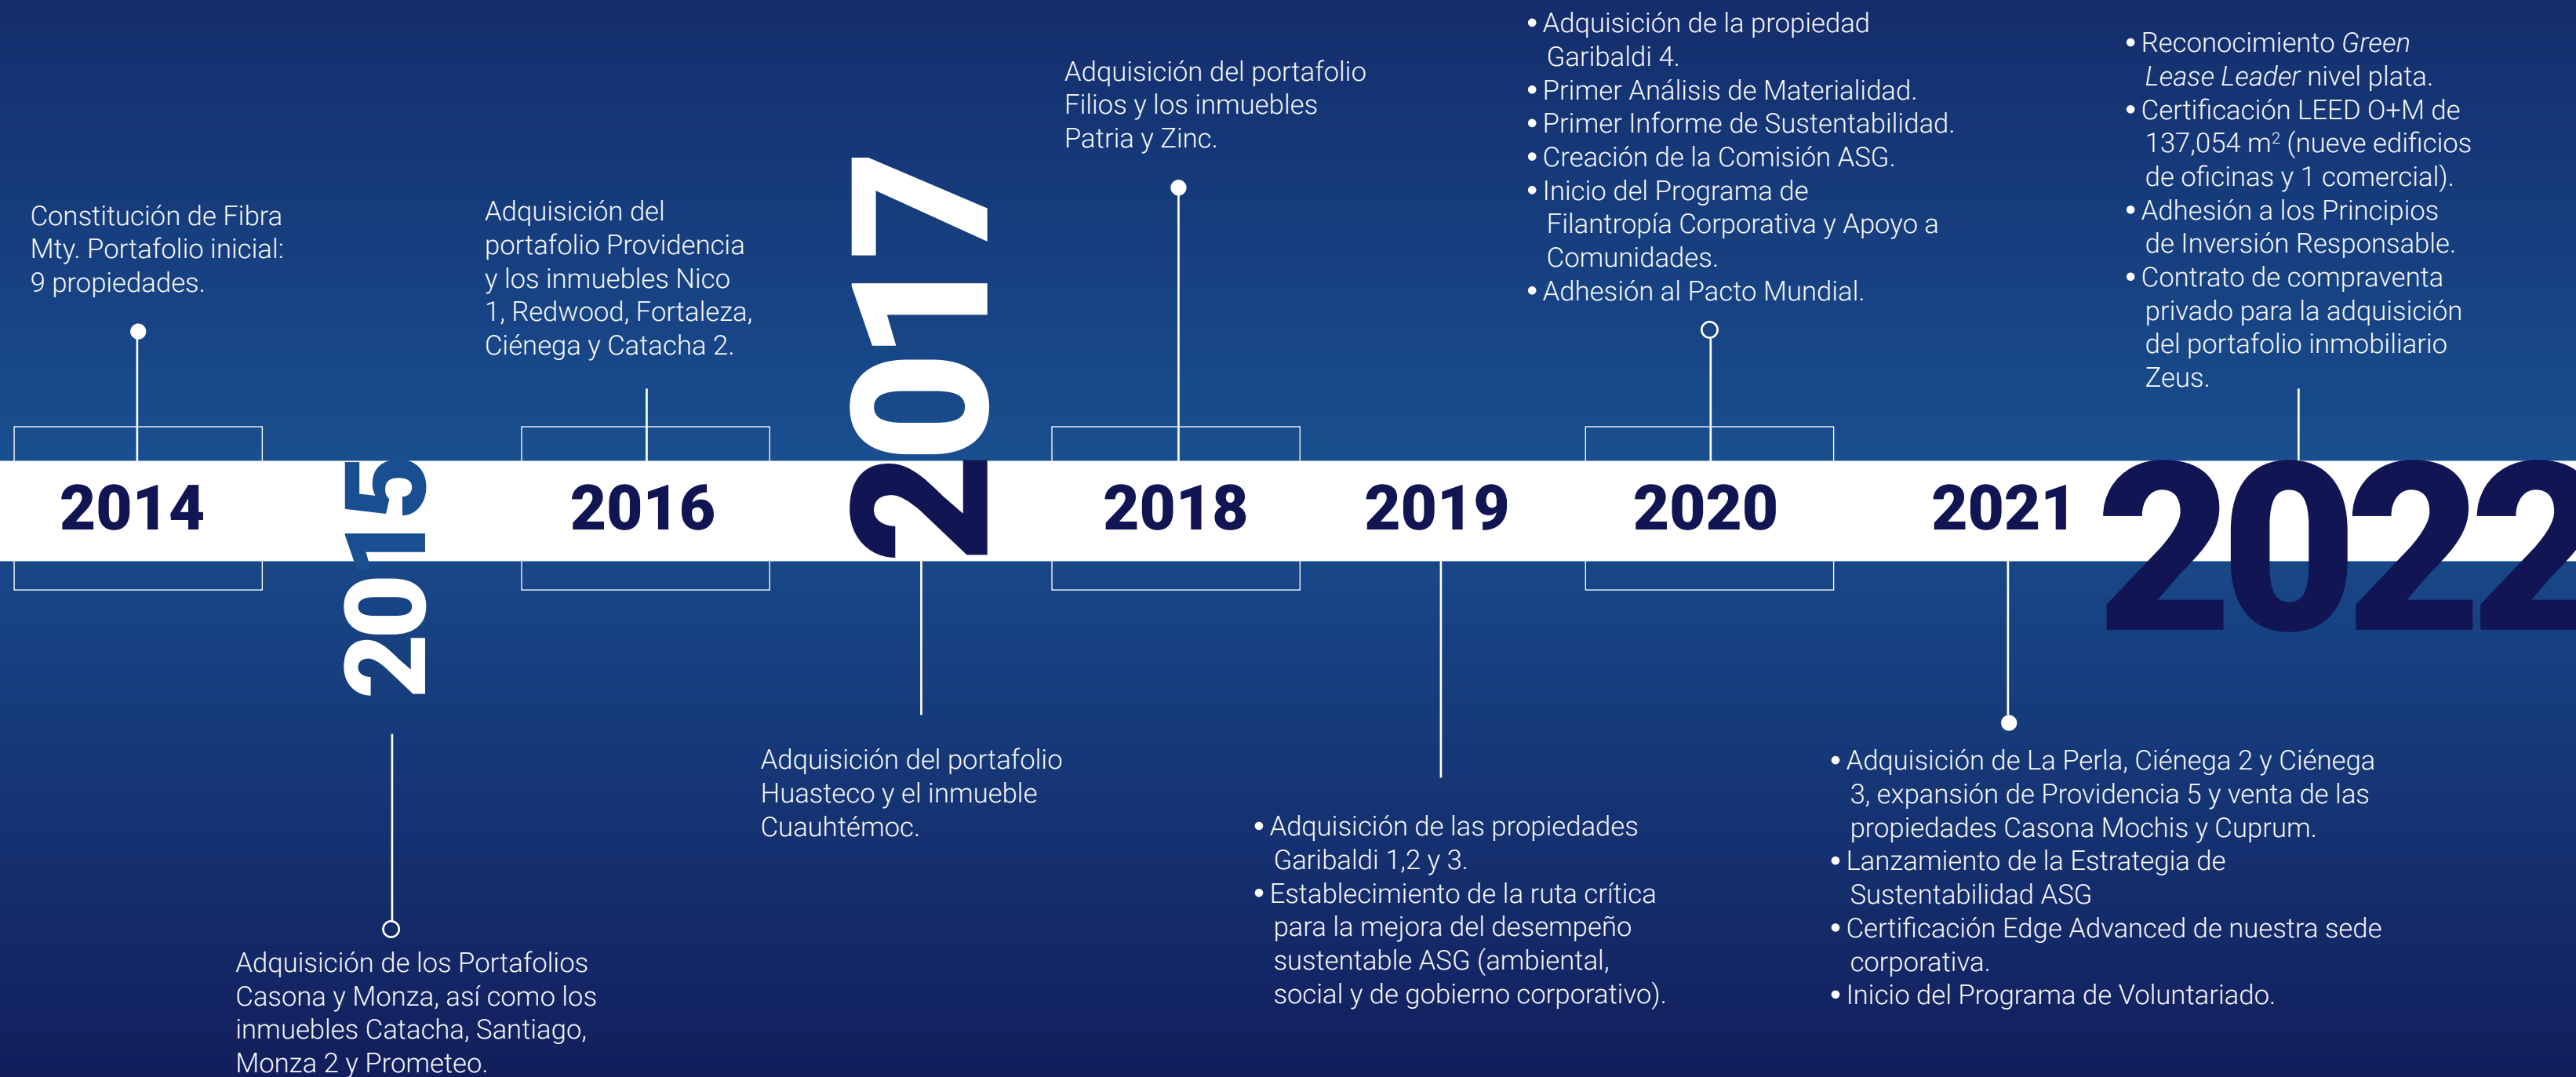 Constitución de Fibra
Mty. Portafolio inicial:
9 propiedades.
2014
2015
Adquisición de los Portafolios
Casona y Monza, así como los
inmuebles Catacha, Santiago,
Monza 2 y Prometeo.
Adquisición del
portafolio Providencia
y los inmuebles Nico
1, Redwood, Fortaleza,
Ciénega y Catacha 2.
2016
2017
Adquisición del portafolio
Huasteco y el inmueble
Cuauhtémoc.
Adquisición del portafolio
Filios y los inmuebles
Patria y Zinc.
2018
2019
• Adquisición de las propiedades
Garibaldi 1,2 y 3.
• Establecimiento de la ruta crítica
para la mejora del desempeño
sustentable ASG (ambiental,
social y de gobierno corporativo).
• Adquisición de la propiedad
Garibaldi 4.
• Primer Análisis de Materialidad.
• Primer Informe de Sustentabilidad.
• Creación de la Comisión ASG.
• Inicio del Programa de
Filantropía Corporativa y Apoyo a
Comunidades.
• Adhesión al Pacto Mundial.
2020
2021
• Adquisición de La Perla, Ciénega 2 y Ciénega
3, expansión de Providencia 5 y venta de las
propiedades Casona Mochis y Cuprum.
• Lanzamiento de la Estrategia de
Sustentabilidad ASG
• Certificación Edge Advanced de nuestra sede
corporativa.
• Inicio del Programa de Voluntariado.
• Reconocimiento Green
Lease Leader nivel plata.
• Certificación LEED O+M de
137,054 m² (nueve edificios
de oficinas y 1 comercial).
• Adhesión a los Principios
de Inversión Responsable.
• Contrato de compraventa
privado para la adquisición
del portafolio inmobiliario
Zeus.
2022